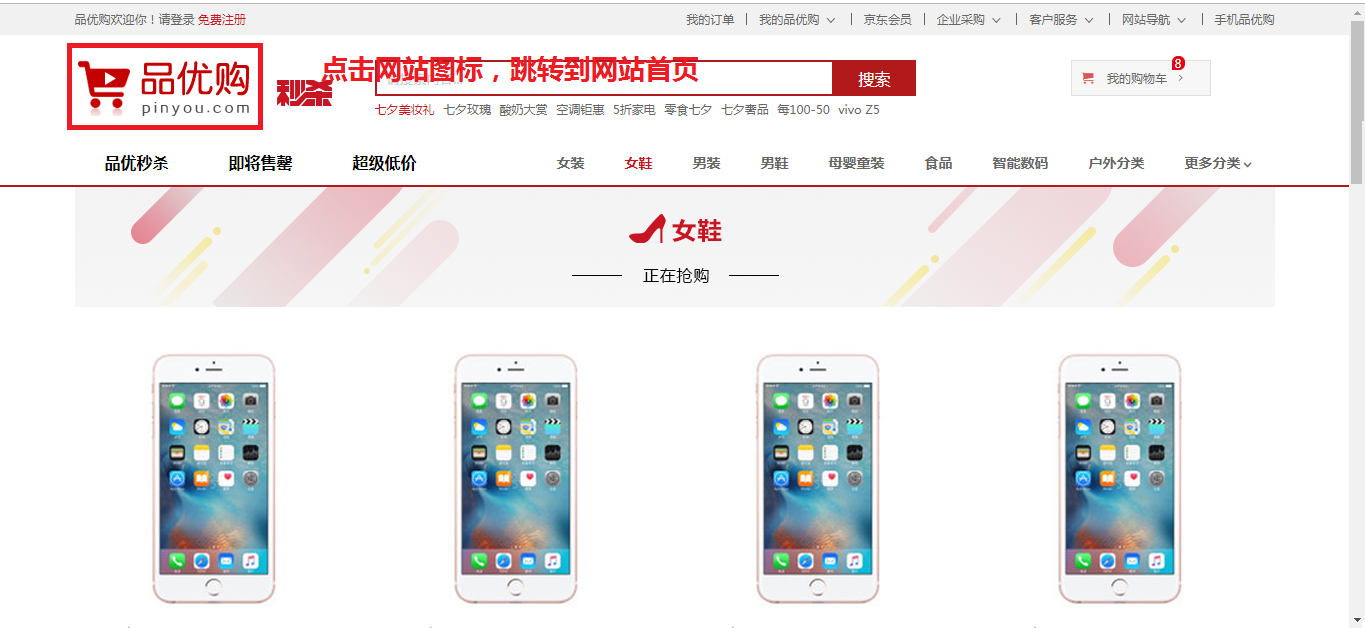 品优购欢迎你！请登录 免费注册
我的订单 我的品优购 京东会员 企业采购 客户服务 网站导航 手机品优购
品优购
pinyou.com
秒杀
点击网站图标，跳转到网站首页
搜索
8
我的购物车
七夕美妆礼 七夕玫瑰 酸奶大赏 空调钜惠 5折家电 零食七夕 七夕奢品 每100-50 vivo Z5
品优秒杀 即将售罄 超级低价 女装 女鞋 男装 男鞋 母婴童装 食品 智能数码 户外分类 更多分类
女鞋
正在抢购